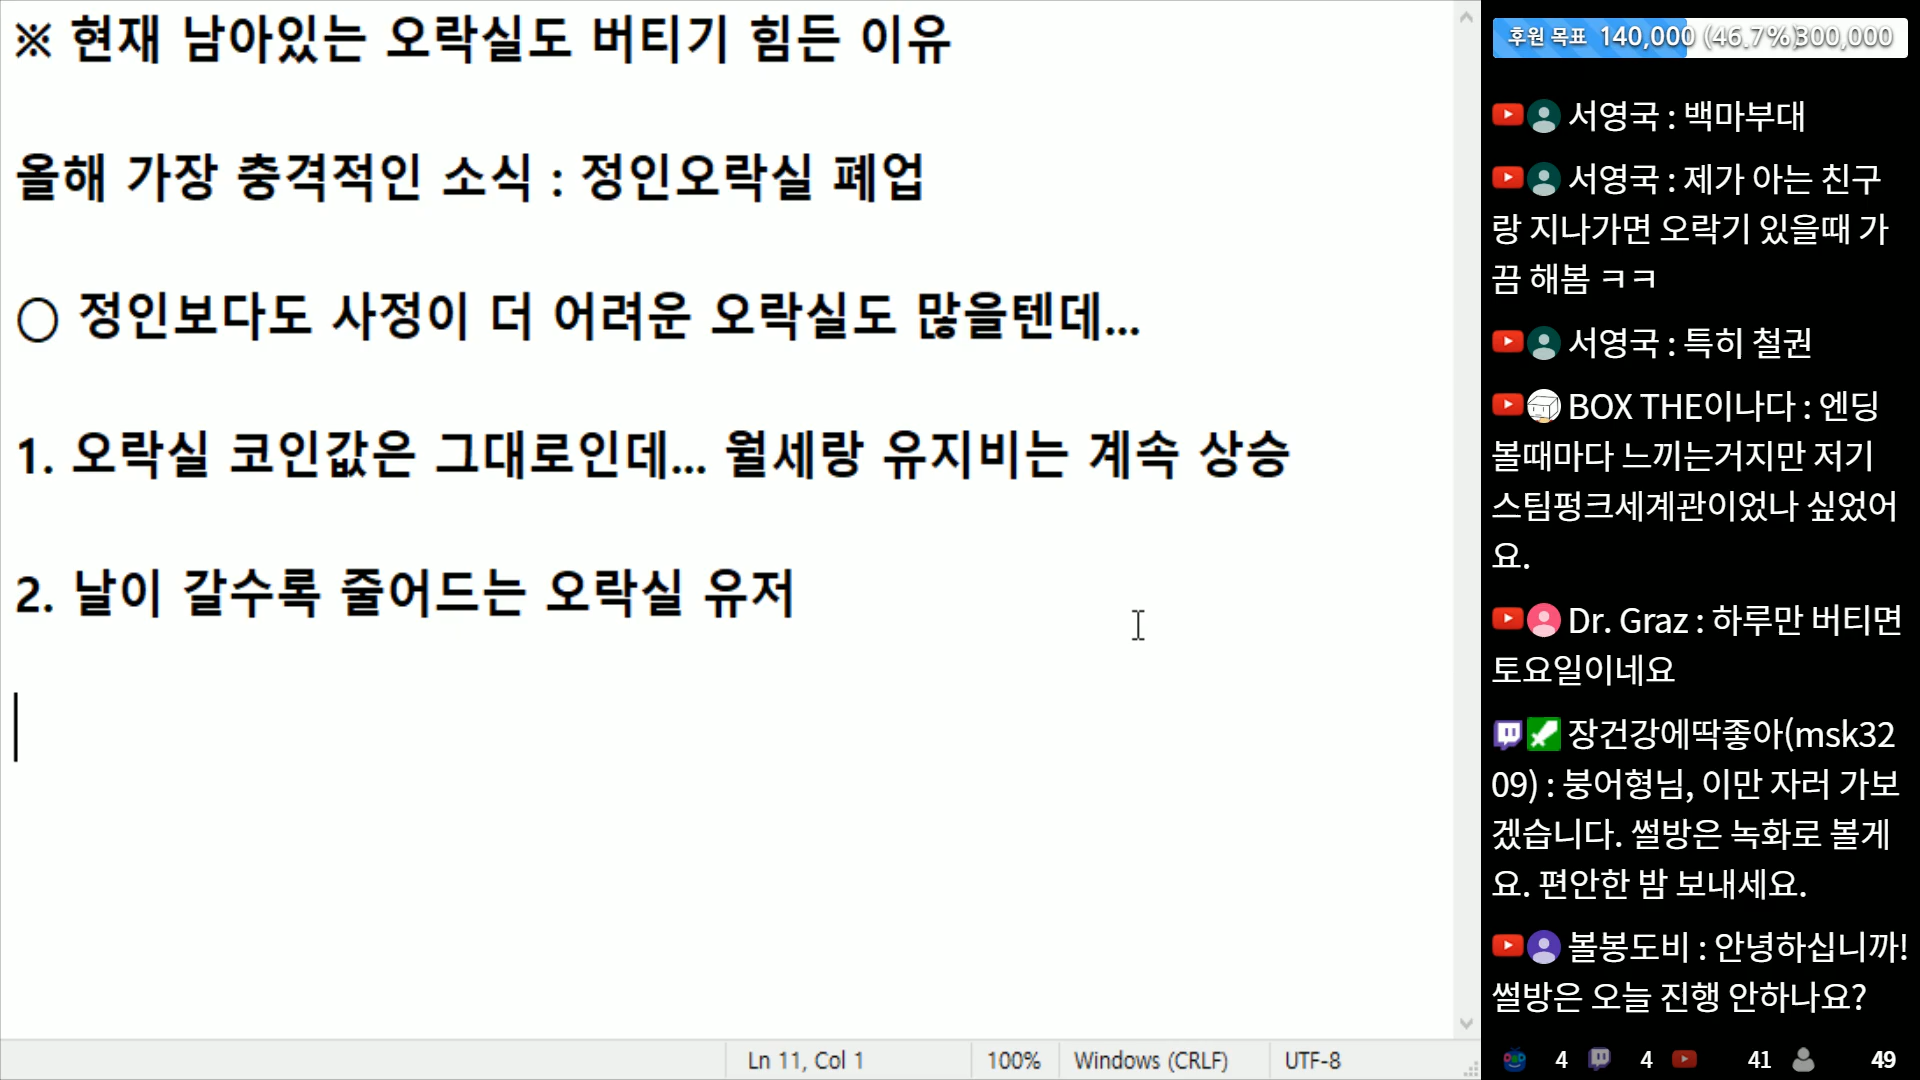 ※ 현재 남아있는 오락실도 버티기 힘든 이유
올해 가장 충격적인 소식 : 정인오락실 폐업
○ 정인보다도 사정이 더 어려운 오락실도 많을텐데...
1. 오락실 코인값은 그대로인데... 월세랑 유지비는 계속 상승
2. 날이 갈수록 줄어드는 오락실 유저
Ln 11, Col 1
100%
Windows (CRLF)
UTF-8
후원 목표 140,000 (46.7%)300,000
서영국 : 백마부대
서영국 : 제가 아는 친구
랑 지나가면 오락기 있을때 가
끔 해봄 ㅋㅋ
서영국 : 특히 철권
BOX THE이나다 : 엔딩
볼때마다 느끼는거지만 저기
스팀펑크세계관이었나 싶었어
요.
Dr. Graz : 하루만 버티면
토요일이네요
장건강에딱좋아(msk32
09) : 붕어형님, 이만 자러 가보
겠습니다. 썰방은 녹화로 볼게
요. 편안한 밤 보내세요.
볼봉도비 : 안녕하십니까!
썰방은 오늘 진행 안하나요?
4 4 41 49